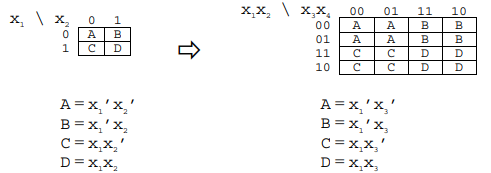 x₁ \ x₂ 0 1
0 A B
1 C D
A=x₁′x₂′
B=x₁′x₂
C=x₁x₂′
D=x₁x₂
⇨
x₁x₂ \ x₃x₄ 00 01 11 10
00 A A B B
01 A A B B
11 C C D D
10 C C D D
A=x₁′x₃′
B=x₁′x₃
C=x₁x₃′
D=x₁x₃